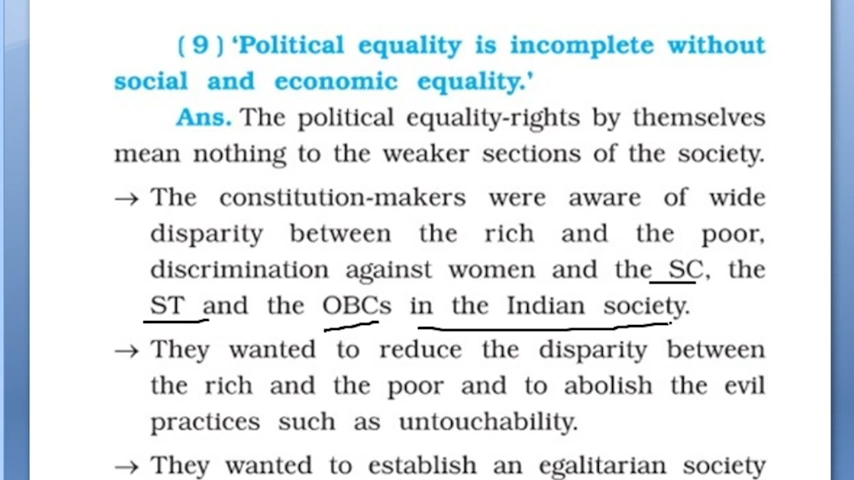 ( 9 ) ‘Political equality is incomplete without
social and economic equality.’
Ans. The political equality-rights by themselves
mean nothing to the weaker sections of the society.
→ The constitution-makers were aware of wide
disparity between the rich and the poor,
discrimination against women and the SC, the
ST and the OBCs in the Indian society.
→ They wanted to reduce the disparity between
the rich and the poor and to abolish the evil
practices such as untouchability.
→ They wanted to establish an egalitarian society